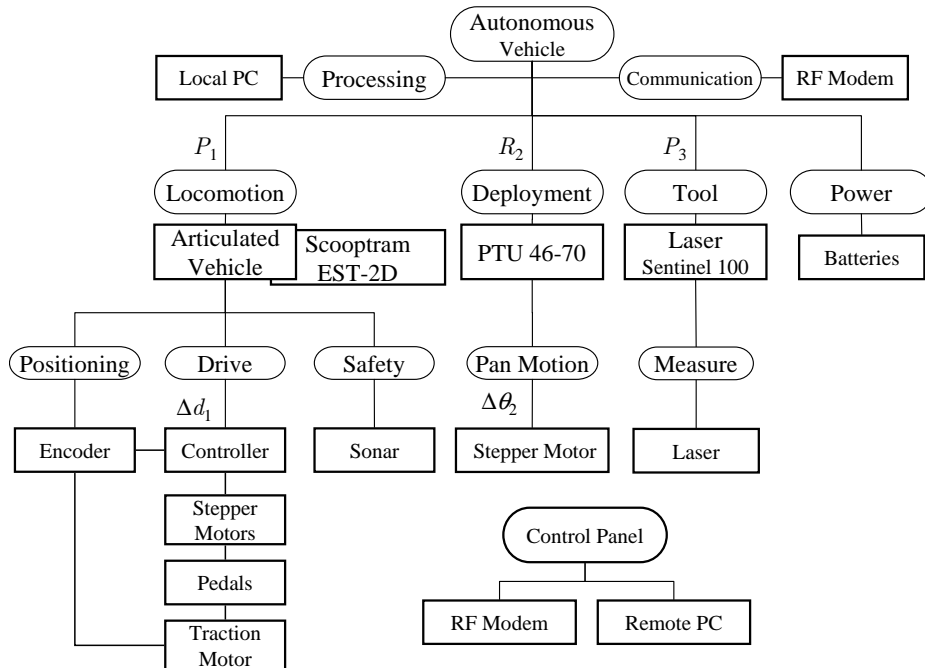 Autonomous
Vehicle
Local PC
Processing
Communication
RF Modem
P1
R2
P3
Locomotion
Deployment
Tool
Power
Articulated
Vehicle
Scooptram
EST-2D
PTU 46-70
Laser
Sentinel 100
Batteries
Positioning
Drive
Safety
Pan Motion
Measure
Δd1
Δθ2
Encoder
Controller
Sonar
Stepper Motor
Laser
Stepper
Motors
Control Panel
Pedals
RF Modem
Remote PC
Traction
Motor